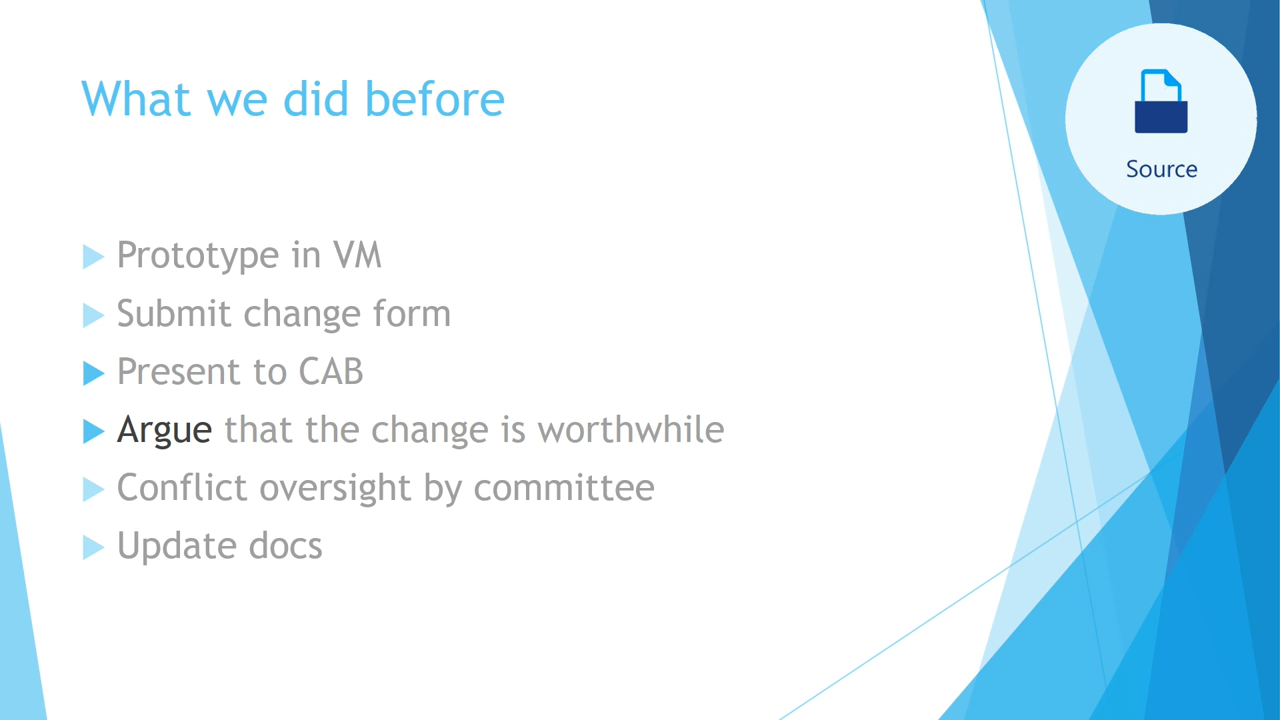 What we did before
Source
Prototype in VM
Submit change form
Present to CAB
Argue that the change is worthwhile
Conflict oversight by committee
Update docs